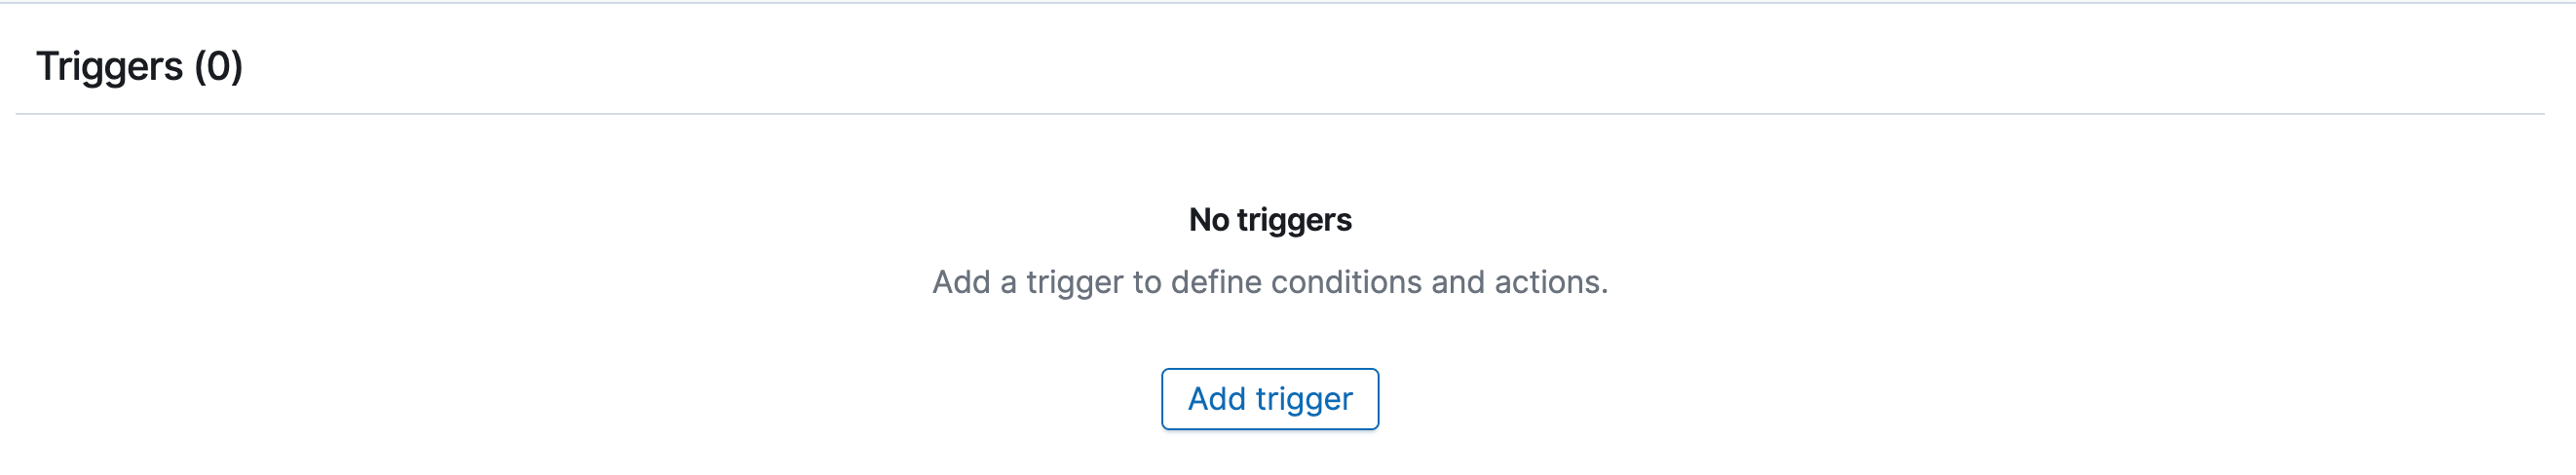 Triggers (0)
No triggers
Add a trigger to define conditions and actions.
Add trigger